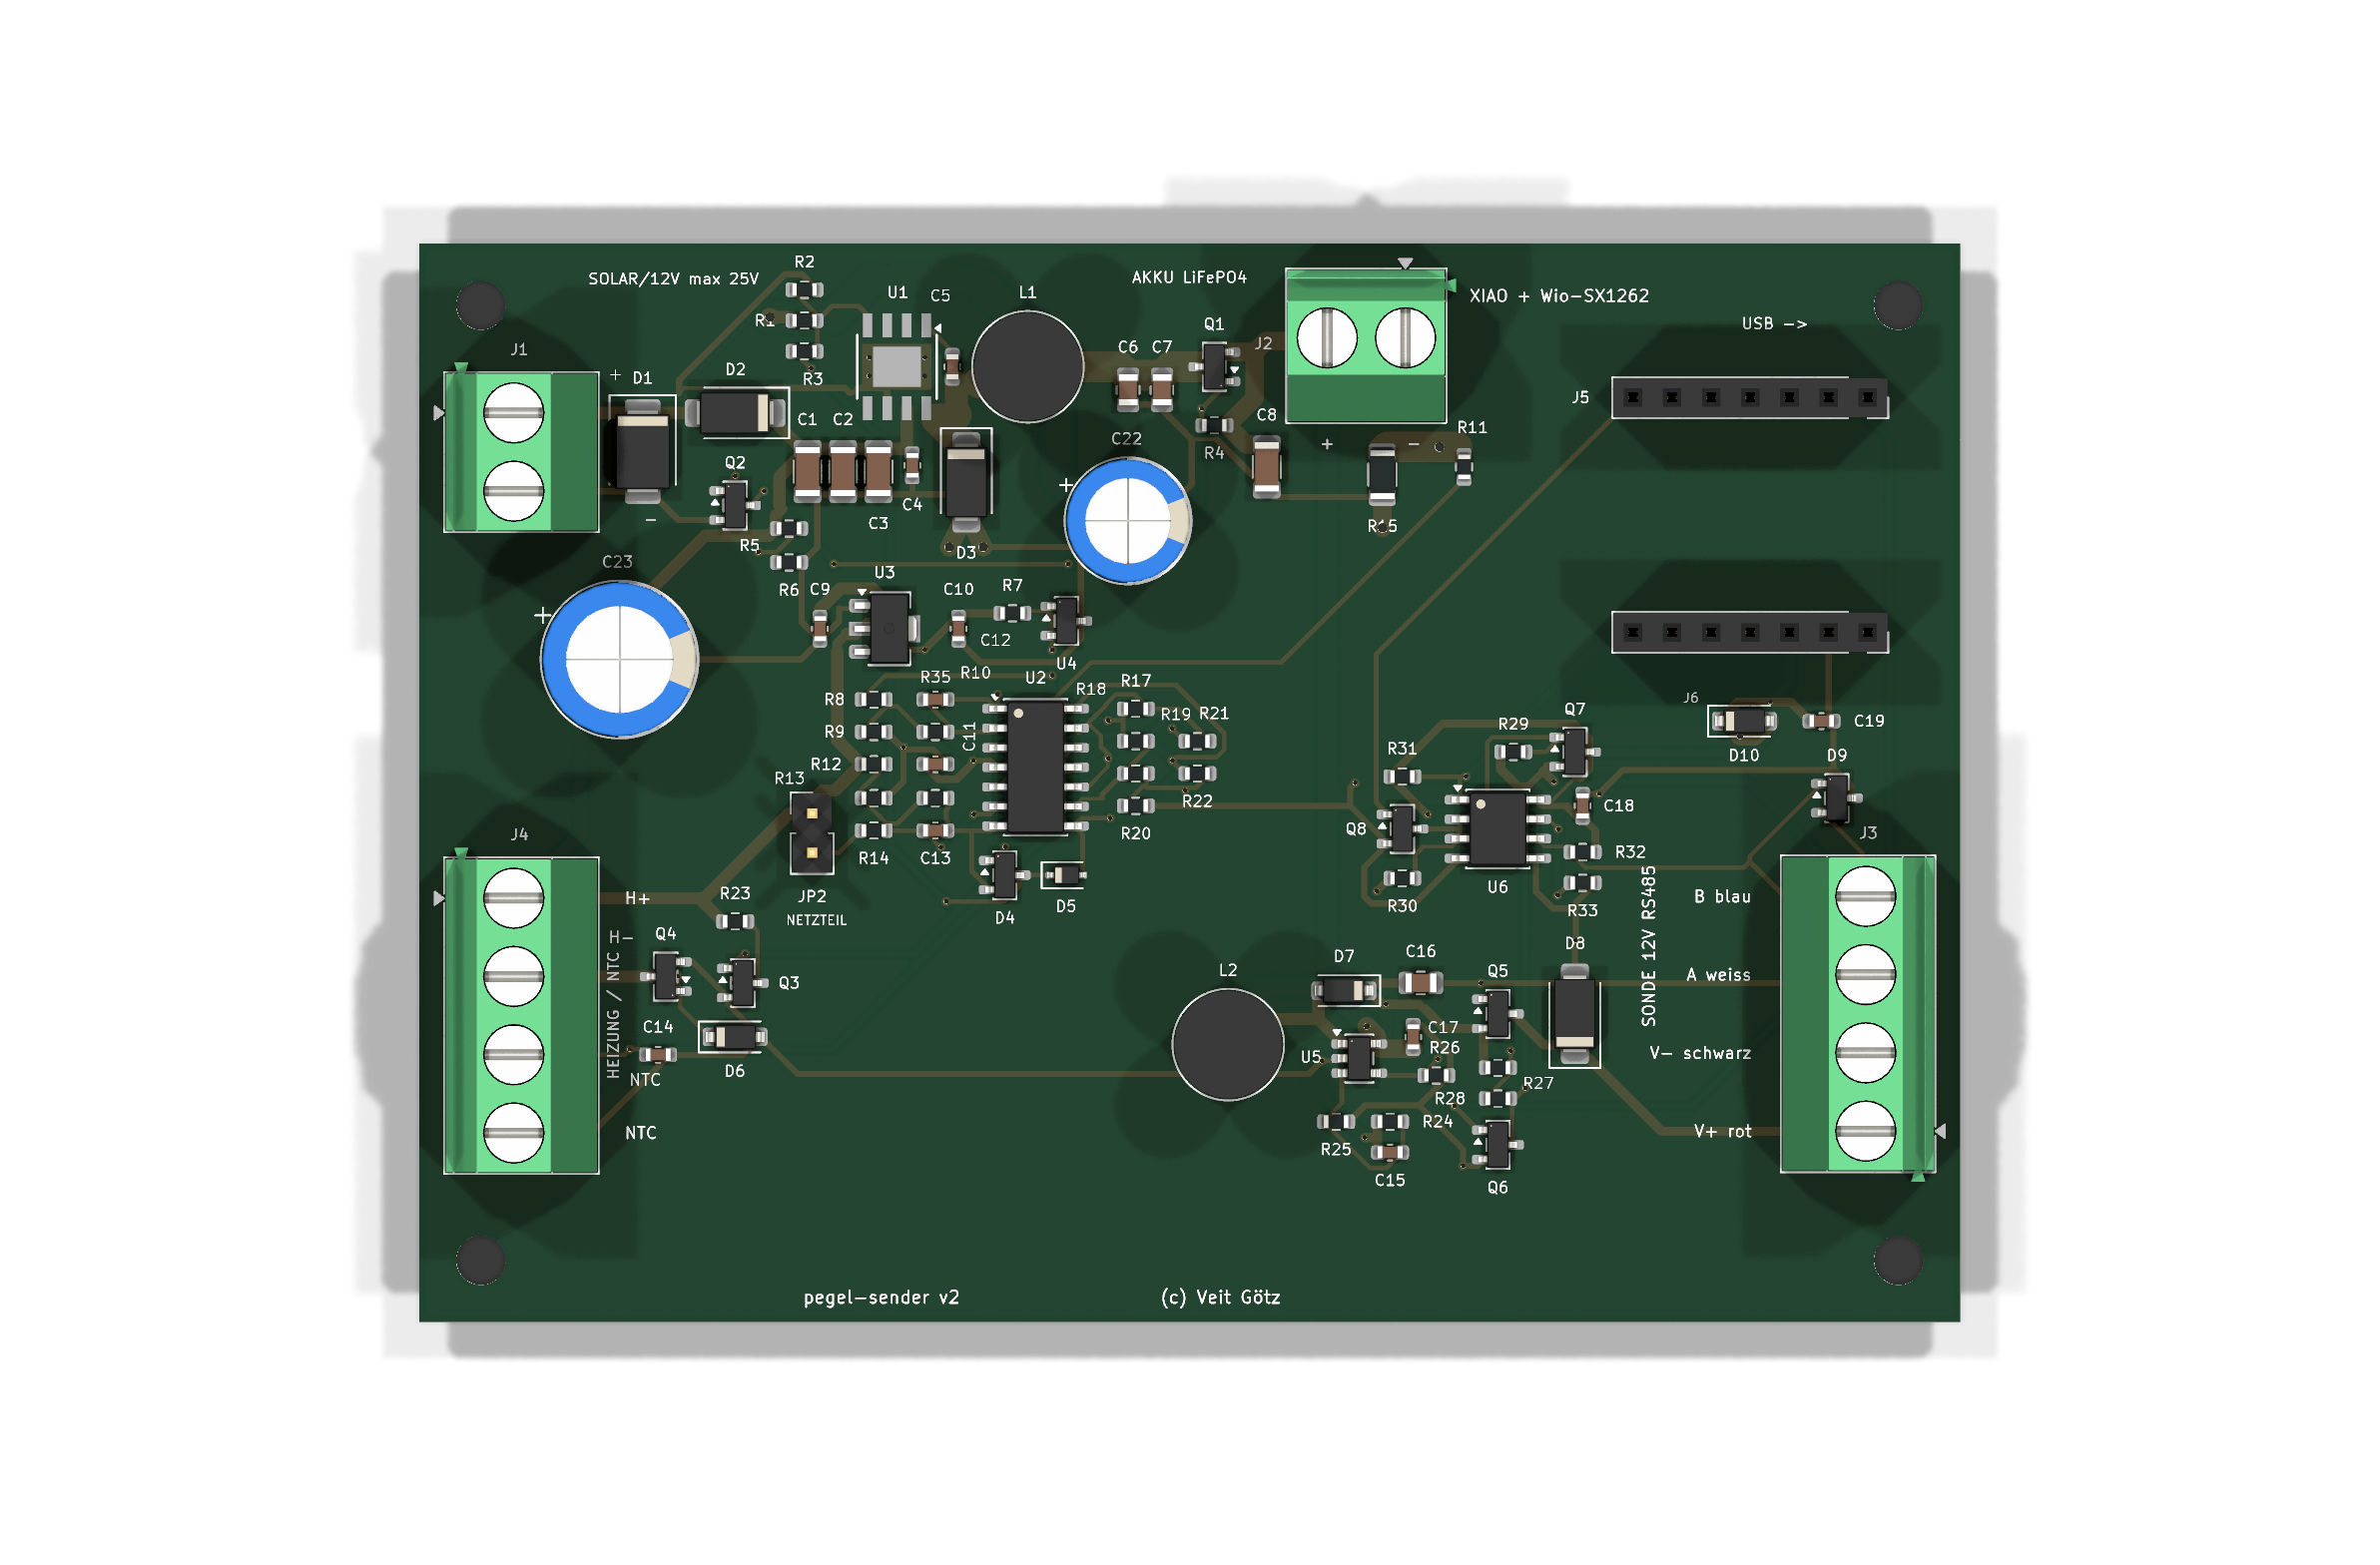 R2
SOLAR/12V max 25V
AKKU LiFePO4
U1
C5
L1
XIAO + Wio-SX1262
R1
Q1
USB ->
J1
J2
C6
C7
R3
D2
+
D1
J5
C1
C2
C8
C22
R11
+
-
R4
Q2
+
C4
C3
-
R15
R5
D3
C23
U3
R6
C9
C10
R7
+
C12
U4
R10
R35
U2
R17
R18
R8
J6
R19
R21
Q7
R9
C11
R29
C19
R31
D10
D9
R12
R13
R22
C18
Q8
J4
R20
J3
R14
C13
R32
U6
R23
JP2
H+
D4
D5
R30
R33
B blau
NETZTEIL
Q4
H-
D8
SONDE 12V RS485
HEIZUNG / NTC
C16
D7
L2
Q5
A weiss
Q3
C14
C17
U5
R26
V- schwarz
D6
NTC
R27
R28
R24
NTC
V+ rot
R25
C15
Q6
pegel-sender v2
(c) Veit Götz